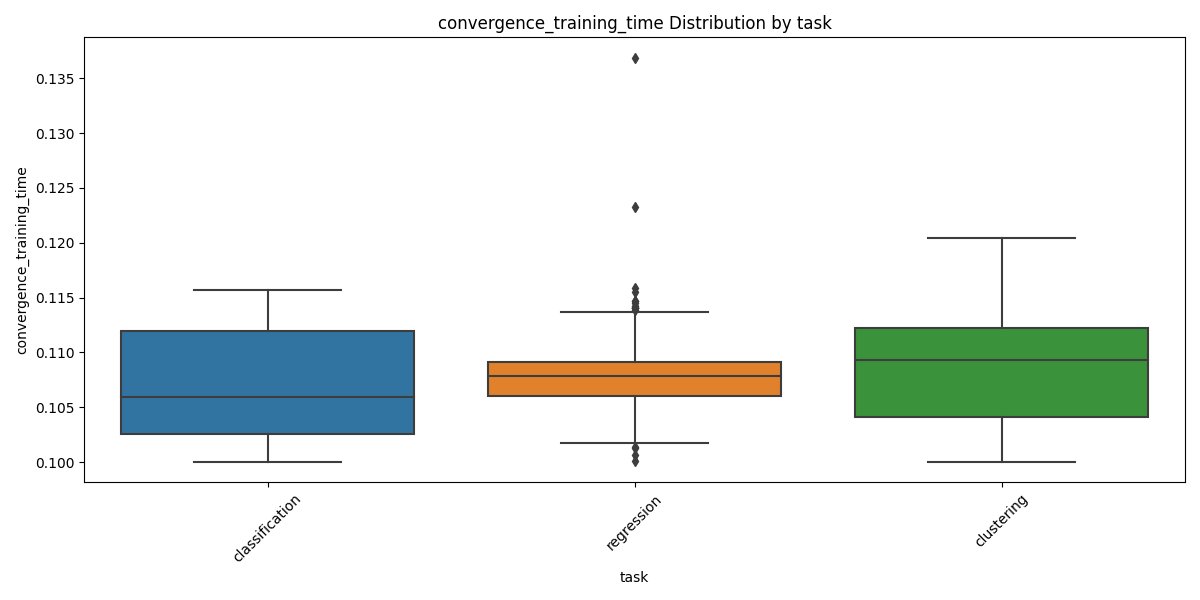 convergence_training_time Distribution by task
convergence_training_time
0.135
0.130
0.125
0.120
0.115
0.110
0.105
0.100
classification
regression
clustering
task